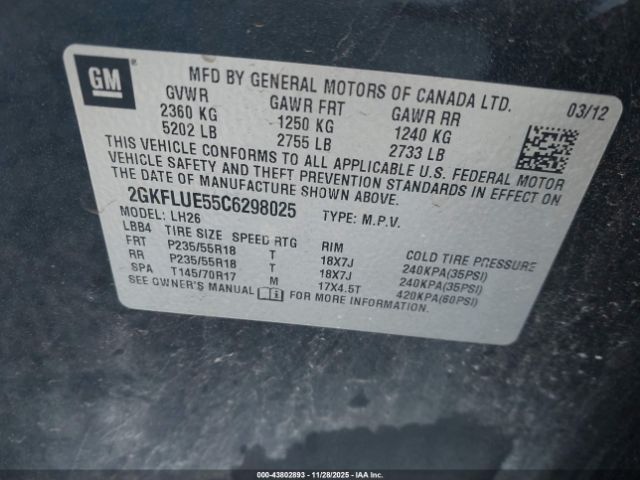 GM
MFD BY GENERAL MOTORS OF CANADA LTD.
03/12
GVWR GAWR FRT GAWR RR
2360 KG 1250 KG 1240 KG
5202 LB 2755 LB 2733 LB
THIS VEHICLE CONFORMS TO ALL APPLICABLE U.S. FEDERAL MOTOR
VEHICLE SAFETY AND THEFT PREVENTION STANDARDS IN EFFECT ON
THE DATE OF MANUFACTURE SHOWN ABOVE.
2GKFLUE55C6298025 TYPE: M.P.V.
MODEL: LH26
LBB4 TIRE SIZE SPEED RTG RIM COLD TIRE PRESSURE
FRT P235/55R18 T 18X7J 240KPA(35PSI)
RR P235/55R18 T 18X7J 240KPA(35PSI)
SPA T145/70R17 M 17X4.5T 420KPA(60PSI)
SEE OWNER'S MANUAL FOR MORE INFORMATION.
000-43802893 | 11/28/2025 - IAAI.COM